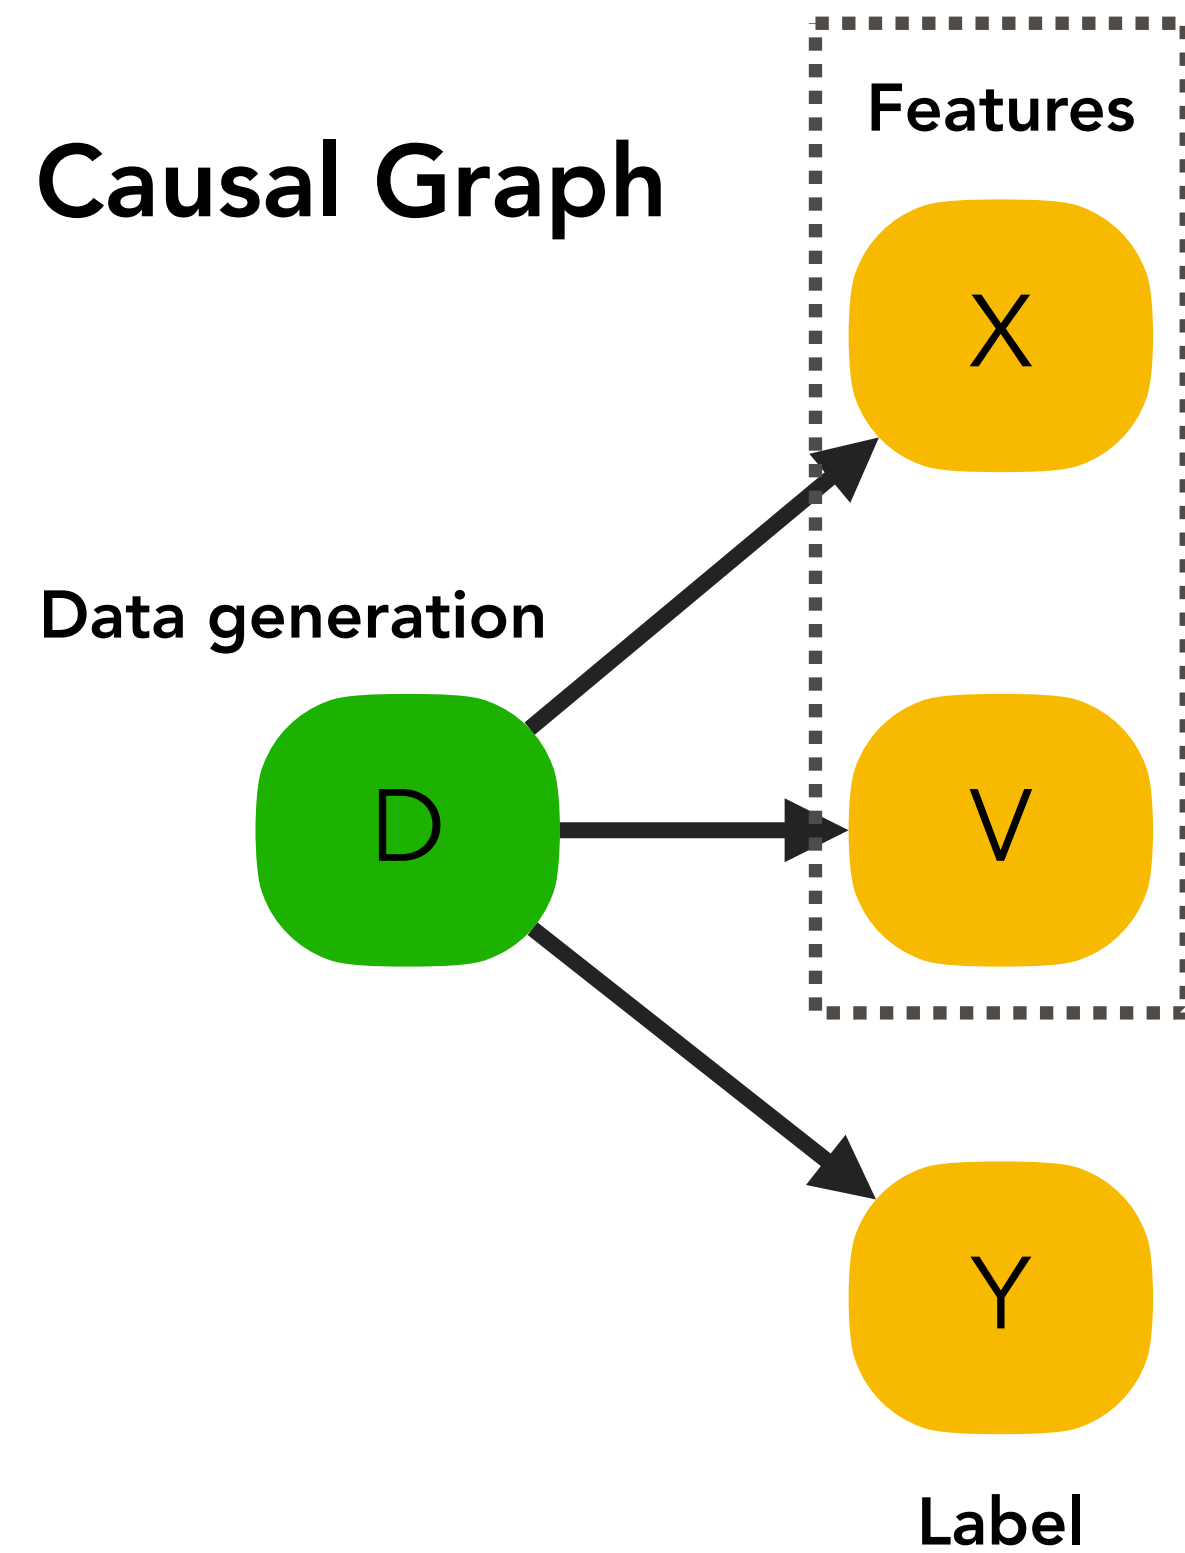 Causal Graph
Features
X
Data generation
D
V
Y
Label